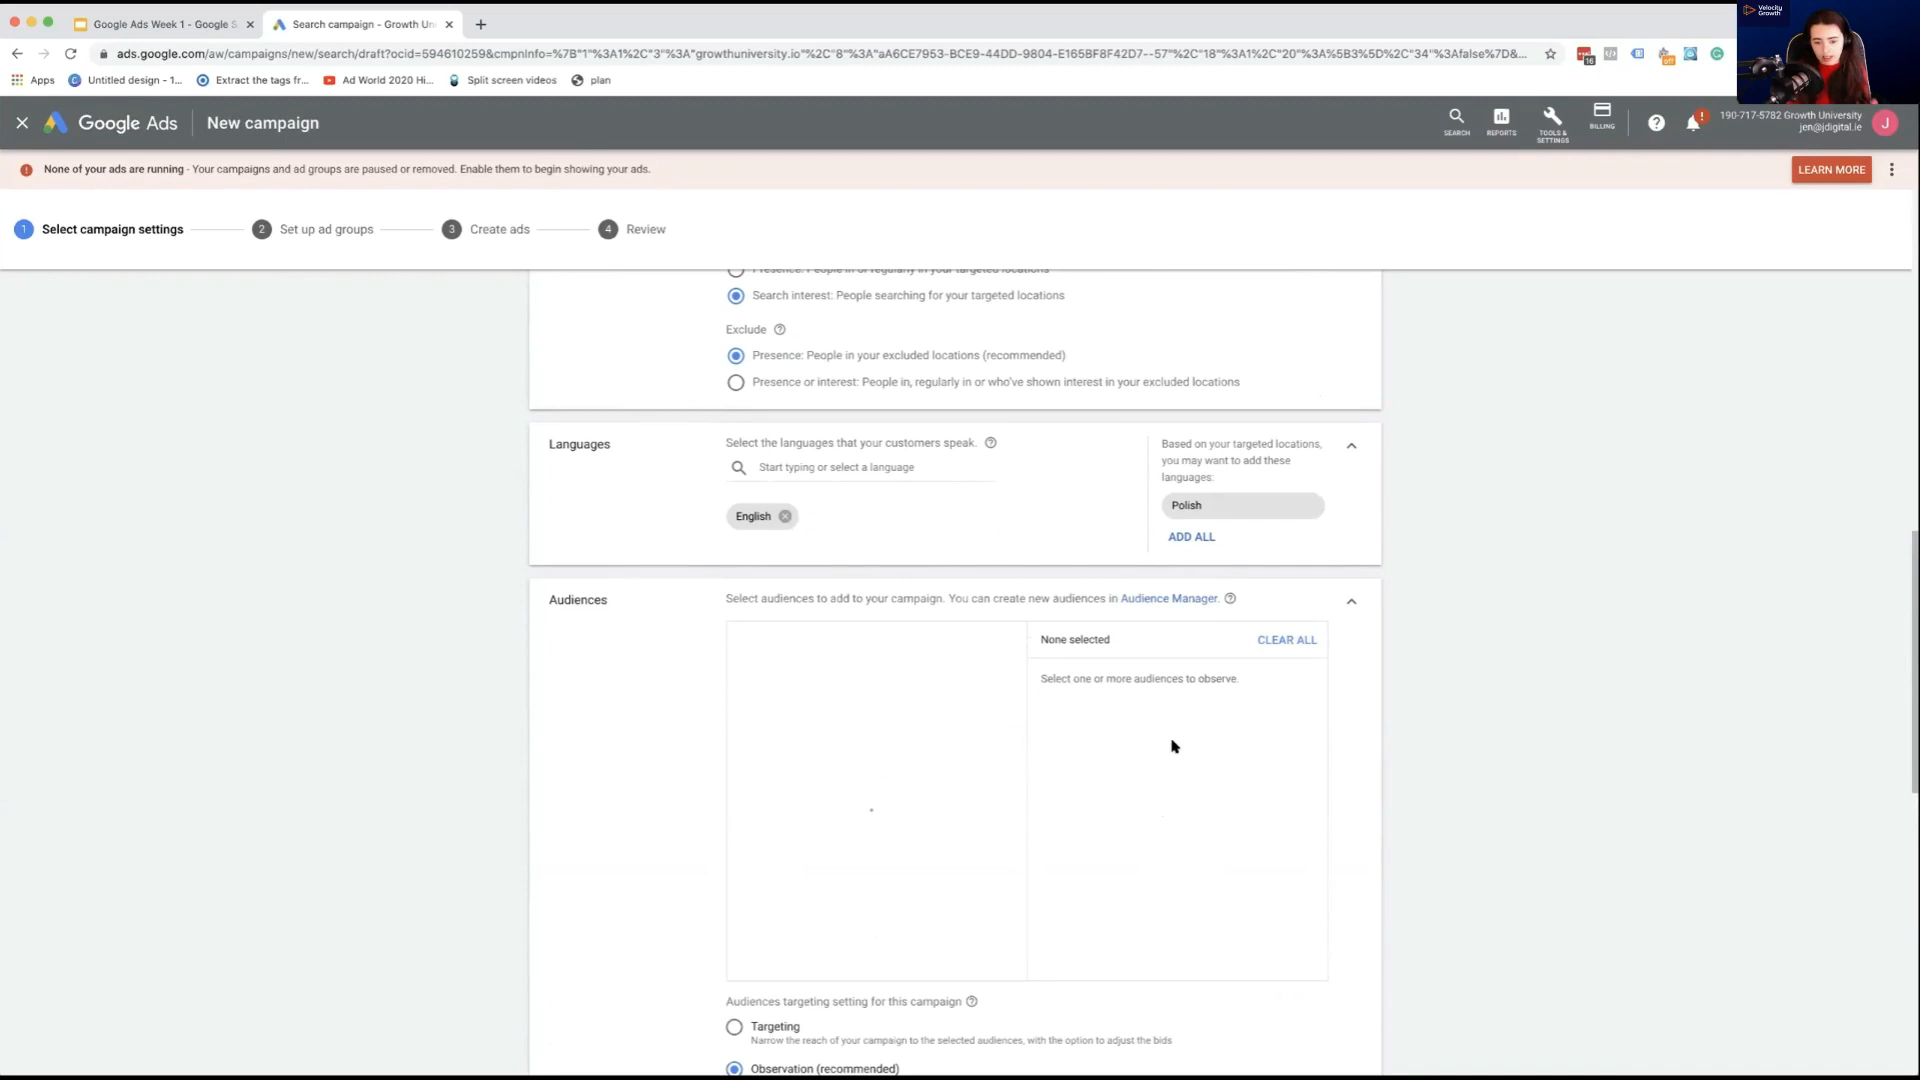 Google Ads Week 1 - Google S
Search campaign - Growth Un
ads.google.com/aw/campaigns/new/search/draft?ocid=594610259&cmpnInfo=%7B"1"%3A1%2C"3"%3A"growthuniversity.io"%2C"8"%3A"aA6CE7953-BCE9-44DD-9804-E165BF8F42D7--57"%2C"18"%3A1%2C"20"%3A%5B3%5D%2C"34"%3Afalse%7D&...
16
off
Velocity
Growth
Apps
Untitled design - 1...
Extract the tags fr...
Ad World 2020 Hi...
Split screen videos
plan
Google Ads
New campaign
SEARCH
REPORTS
TOOLS &
SETTINGS
BILLING
190-717-5782 Growth University
jen@jdigital.ie
J
None of your ads are running - Your campaigns and ad groups are paused or removed. Enable them to begin showing your ads.
LEARN MORE
1 Select campaign settings
2 Set up ad groups
3 Create ads
4 Review
Presence: People in or regularly in your targeted locations
Search interest: People searching for your targeted locations
Exclude
Presence: People in your excluded locations (recommended)
Presence or interest: People in, regularly in or who've shown interest in your excluded locations
Languages
Select the languages that your customers speak.
Start typing or select a language
English
Based on your targeted locations,
you may want to add these
languages:
Polish
ADD ALL
Audiences
Select audiences to add to your campaign. You can create new audiences in Audience Manager.
None selected
CLEAR ALL
Select one or more audiences to observe.
Audiences targeting setting for this campaign
Targeting
Narrow the reach of your campaign to the selected audiences, with the option to adjust the bids
Observation (recommended)